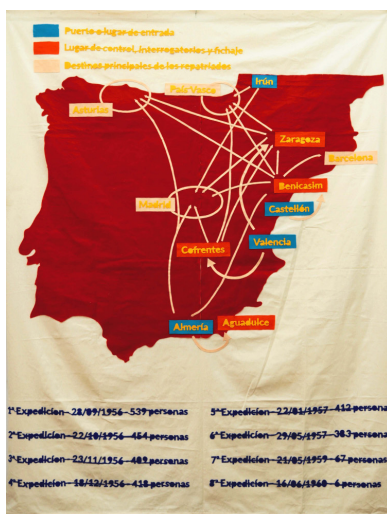 Puerto o lugar de entrada
Lugar de control, interrogatorios y fichaje
Destinos principales de los repatriados
Irún
País Vasco
Asturias
Zaragoza
Barcelona
Benicasim
Madrid
Castellón
Valencia
Cofrentes
Almería
Aguadulce
1ª Expedición - 28/09/1956 - 539 personas
2ª Expedición - 22/10/1956 - 454 personas
3ª Expedición - 23/11/1956 - 409 personas
4ª Expedición - 18/12/1956 - 418 personas
5ª Expedición - 22/01/1957 - 412 personas
6ª Expedición - 29/05/1957 - 383 personas
7ª Expedición - 21/05/1959 - 67 personas
8ª Expedición - 16/06/1960 - 6 personas